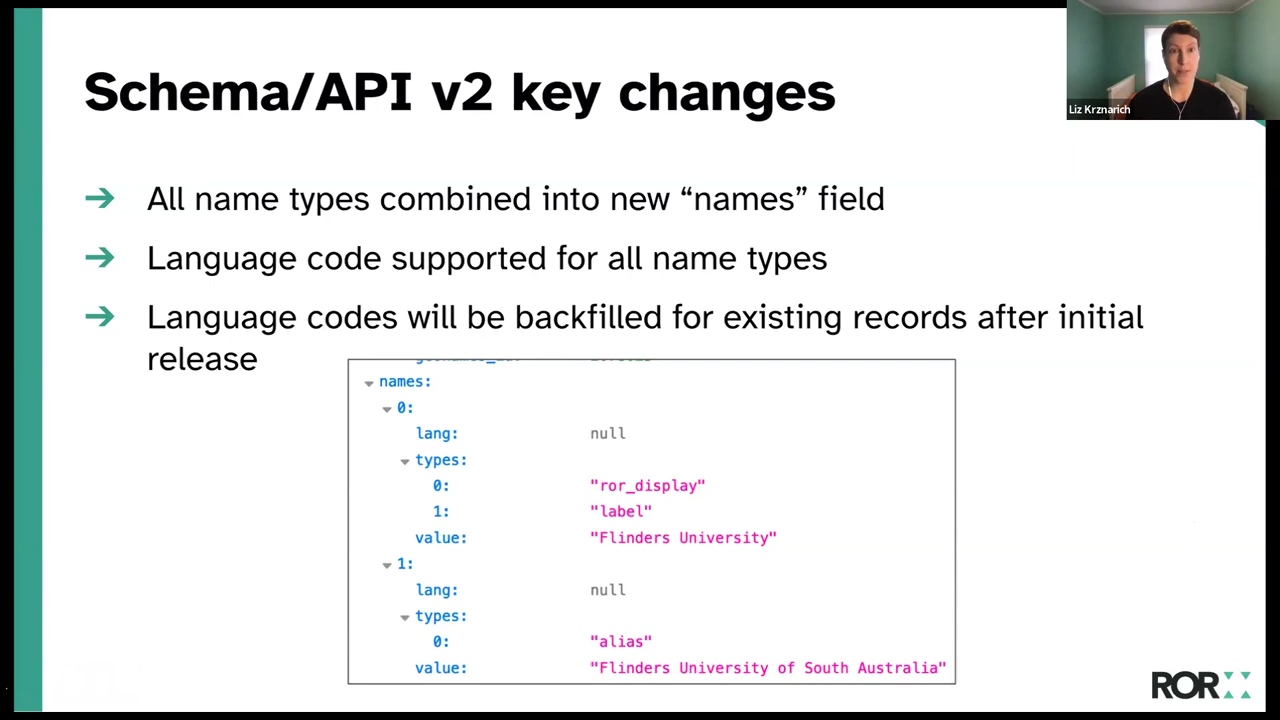 Schema/API v2 key changes
Liz Krznarich
➔ All name types combined into new “names” field
➔ Language code supported for all name types
➔ Language codes will be backfilled for existing records after initial
release
names:
0:
lang: null
types:
0: "ror_display"
1: "label"
value: "Flinders University"
1:
lang: null
types:
0: "alias"
value: "Flinders University of South Australia"
ROR